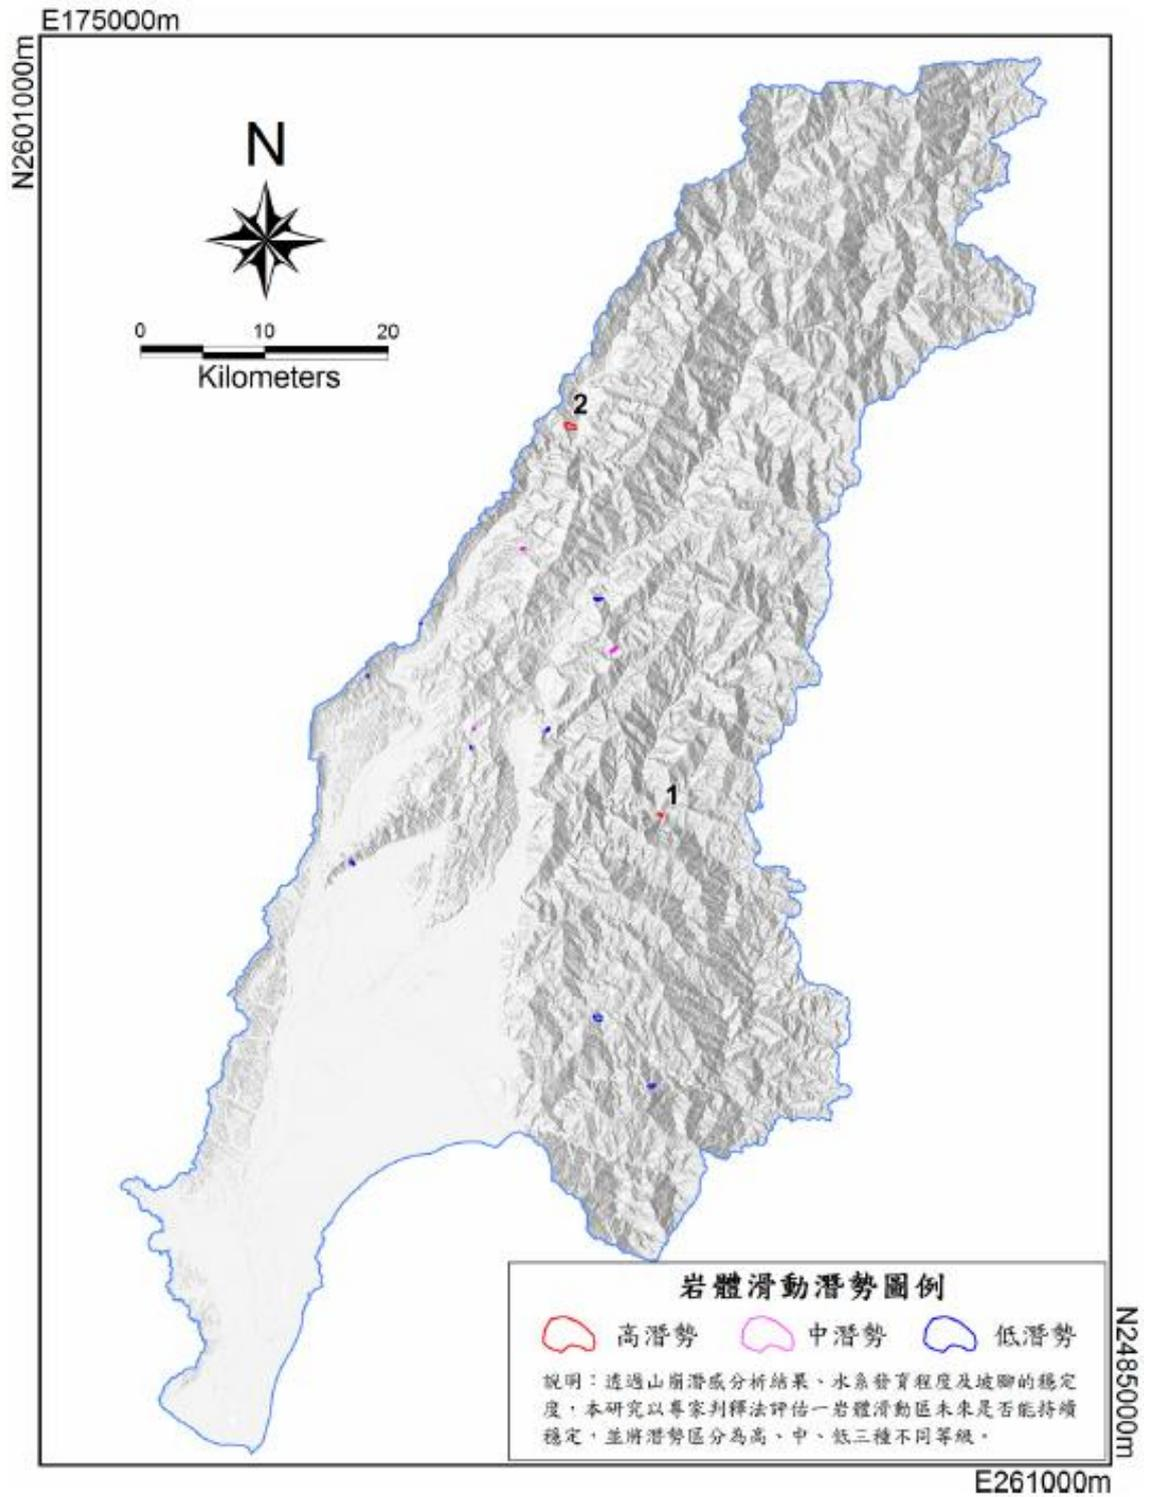 E175000m
N2601000m
N
0 10 20
Kilometers
2
1
岩體滑動潛勢圖例
高潛勢 中潛勢 低潛勢
說明：透過山崩潛感分析結果、水系發育程度及坡腳的穩定
度，本研究以專家判釋法評估一岩體滑動區未來是否能持續
穩定，並將潛勢區分為高、中、低三種不同等級。
N2485000m
E261000m